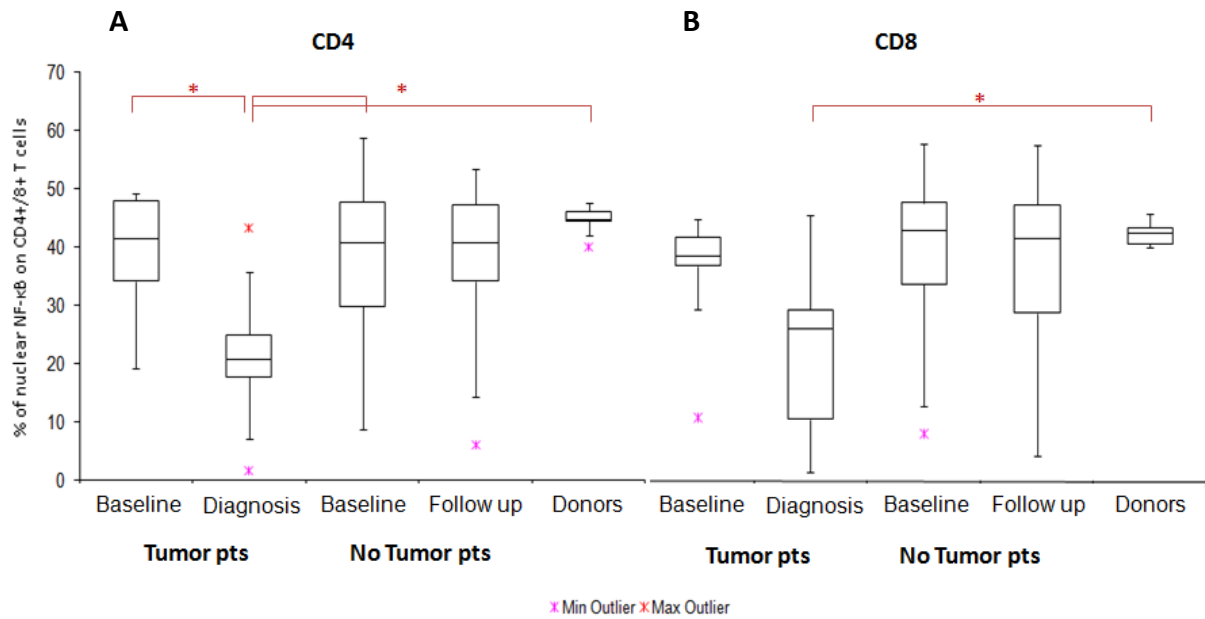 A
B
CD4
CD8
% of nuclear NF-κB on CD4+/8+ T cells
70
60
50
40
30
20
10
0
*
*
*
Baseline Diagnosis Baseline Follow up Donors
Baseline Diagnosis Baseline Follow up Donors
Tumor pts No Tumor pts
Tumor pts No Tumor pts
Min Outlier Max Outlier